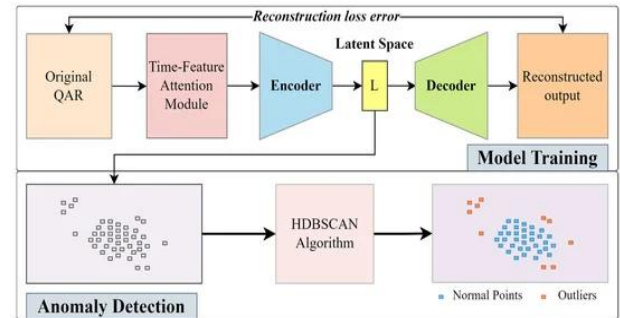 Reconstruction loss error
Latent Space
Original
QAR
Time-Feature
Attention
Module
Encoder
L
Decoder
Reconstructed
output
Model Training
HDBSCAN
Algorithm
Normal Points
Outliers
Anomaly Detection